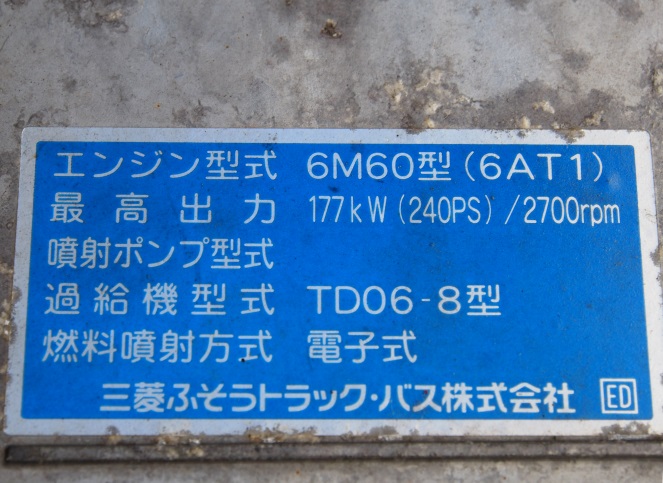 エンジン型式 6M60型(6AT1)
最高出力 177kW(240PS)/2700rpm
噴射ポンプ型式
過給機型式 TD06-8型
燃料噴射方式 電子式
三菱ふそうトラック・バス株式会社 ED